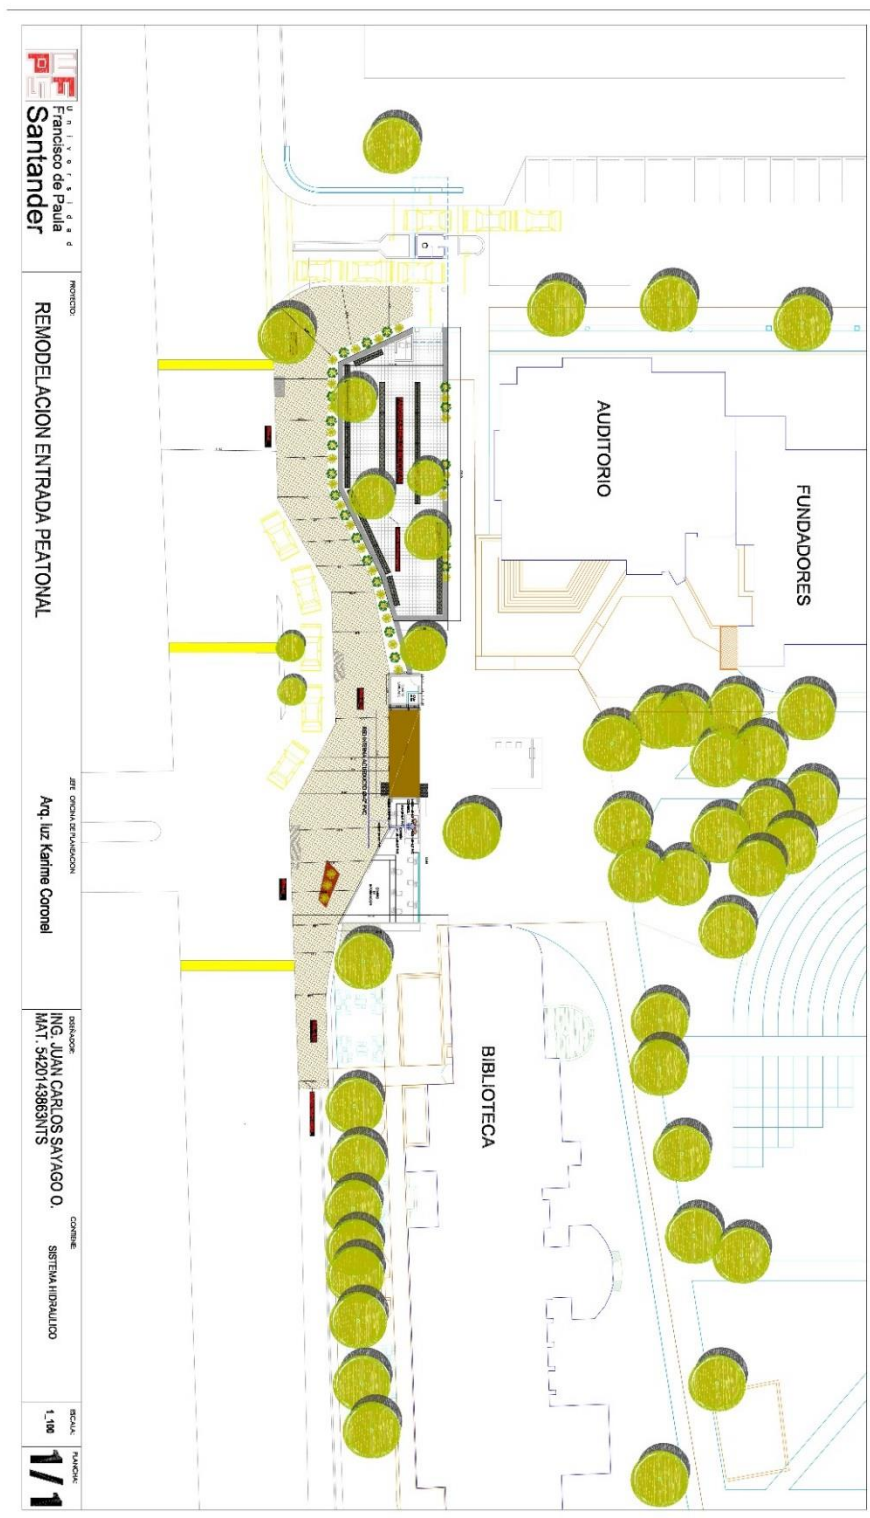 Universidad
Francisco de Paula
Santander
PROYECTO:
REMODELACION ENTRADA PEATONAL
JEFE OFICINA DE PLANEACION
Arq. luz Karime Coronel
DISEÑADOR:
ING. JUAN CARLOS SAYAGO O.
MAT. 5420143863NTS
CONTIENE:
SISTEMA HIDRAULICO
ESCALA:
1_100
PLANCHA:
1/1
AUDITORIO
FUNDADORES
BIBLIOTECA